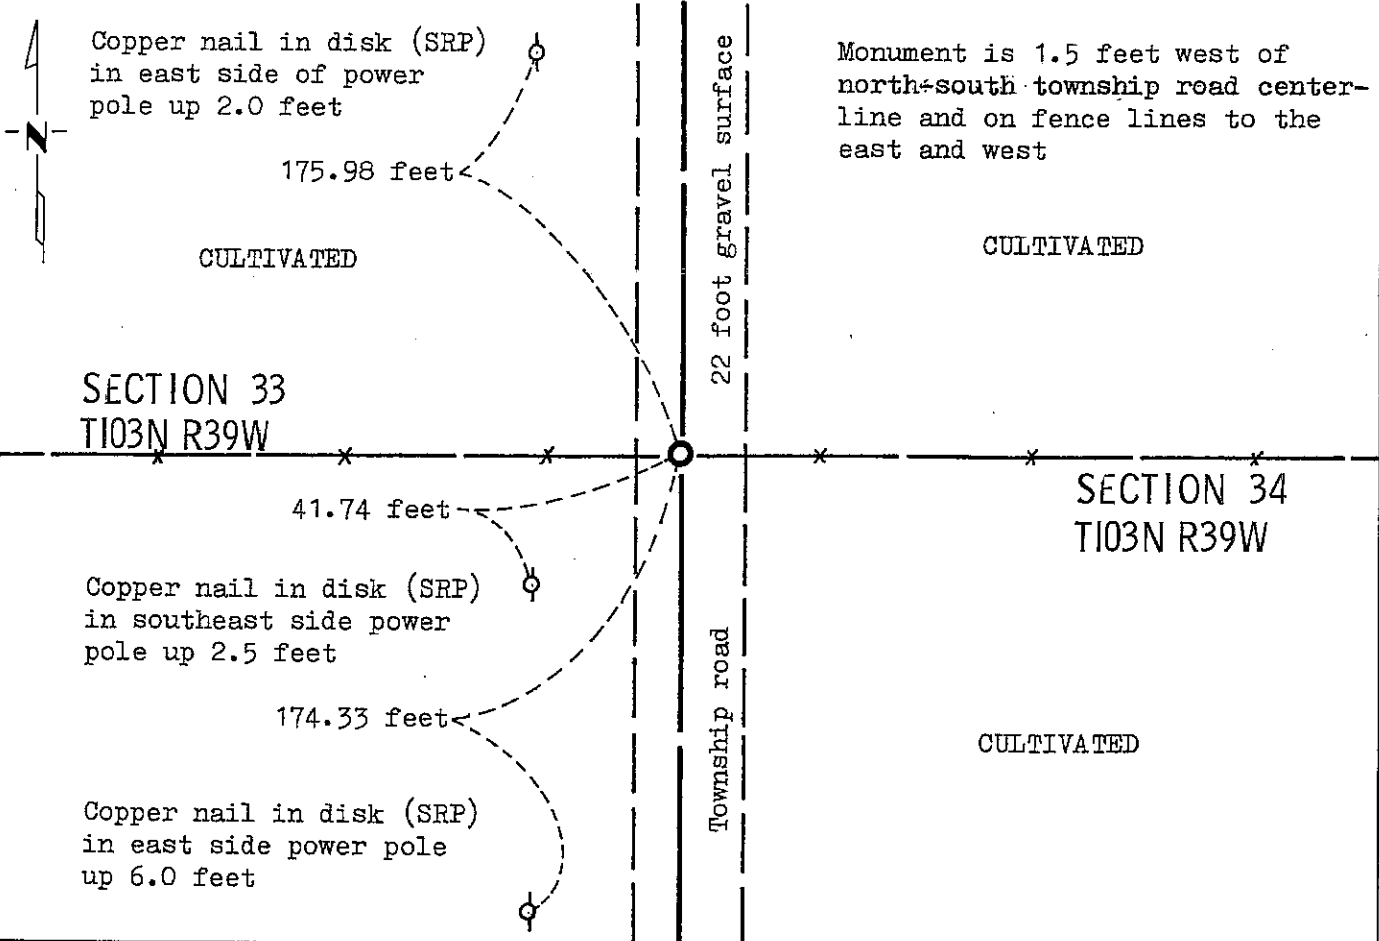 Copper nail in disk (SRP)
in east side of power
pole up 2.0 feet
Monument is 1.5 feet west of
north-south township road center-
line and on fence lines to the
east and west
N
175.98 feet
22 foot gravel surface
CULTIVATED
CULTIVATED
SECTION 33
T103N R39W
SECTION 34
T103N R39W
41.74 feet
Copper nail in disk (SRP)
in southeast side power
pole up 2.5 feet
174.33 feet
Township road
CULTIVATED
Copper nail in disk (SRP)
in east side power pole
up 6.0 feet